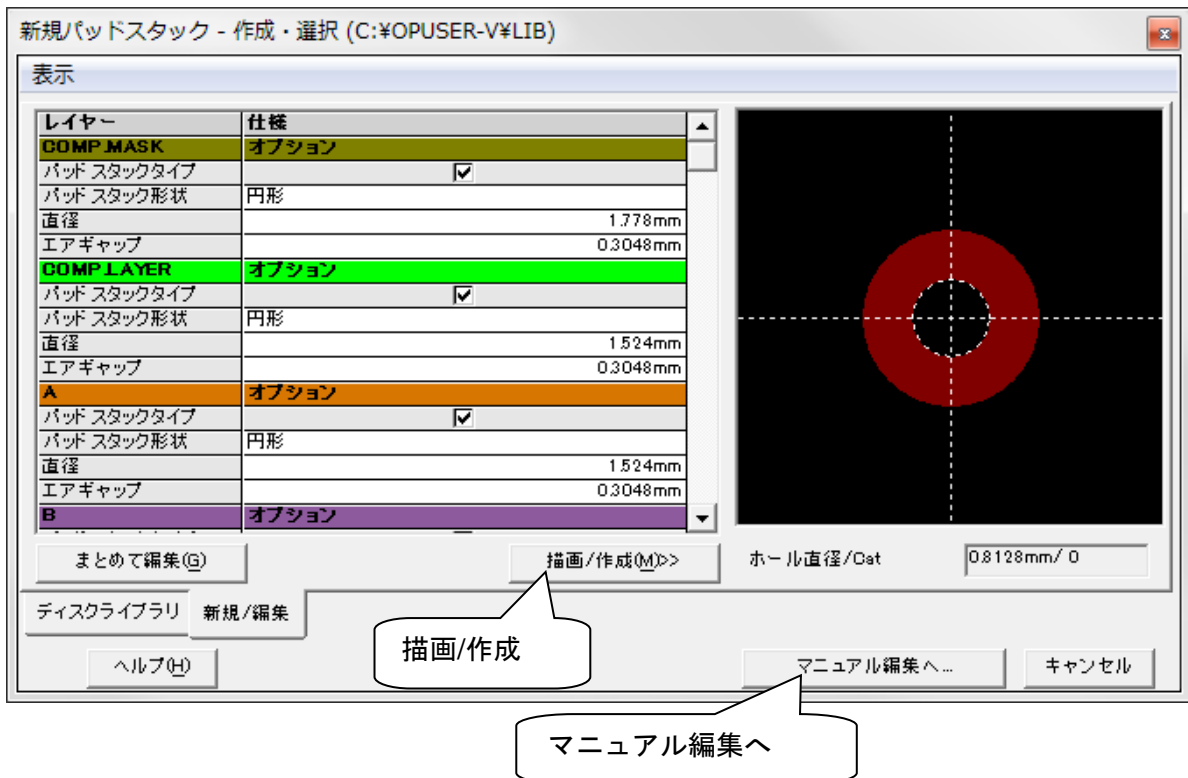 新規パッドスタック - 作成・選択 (C:¥OPUSER-V¥LIB)
表示
レイヤー 仕様
COMP.MASK オプション
パッド スタックタイプ
パッド スタック形状 円形
直径 1.778mm
エアギャップ 0.3048mm
COMP.LAYER オプション
パッド スタックタイプ
パッド スタック形状 円形
直径 1.524mm
エアギャップ 0.3048mm
A オプション
パッド スタックタイプ
パッド スタック形状 円形
直径 1.524mm
エアギャップ 0.3048mm
B オプション
まとめて編集(G) 描画/作成(M)>> ホール直径/Cat 0.8128mm/ 0
ディスクライブラリ 新規/編集
描画/作成
ヘルプ(H) マニュアル編集へ... キャンセル
マニュアル編集へ